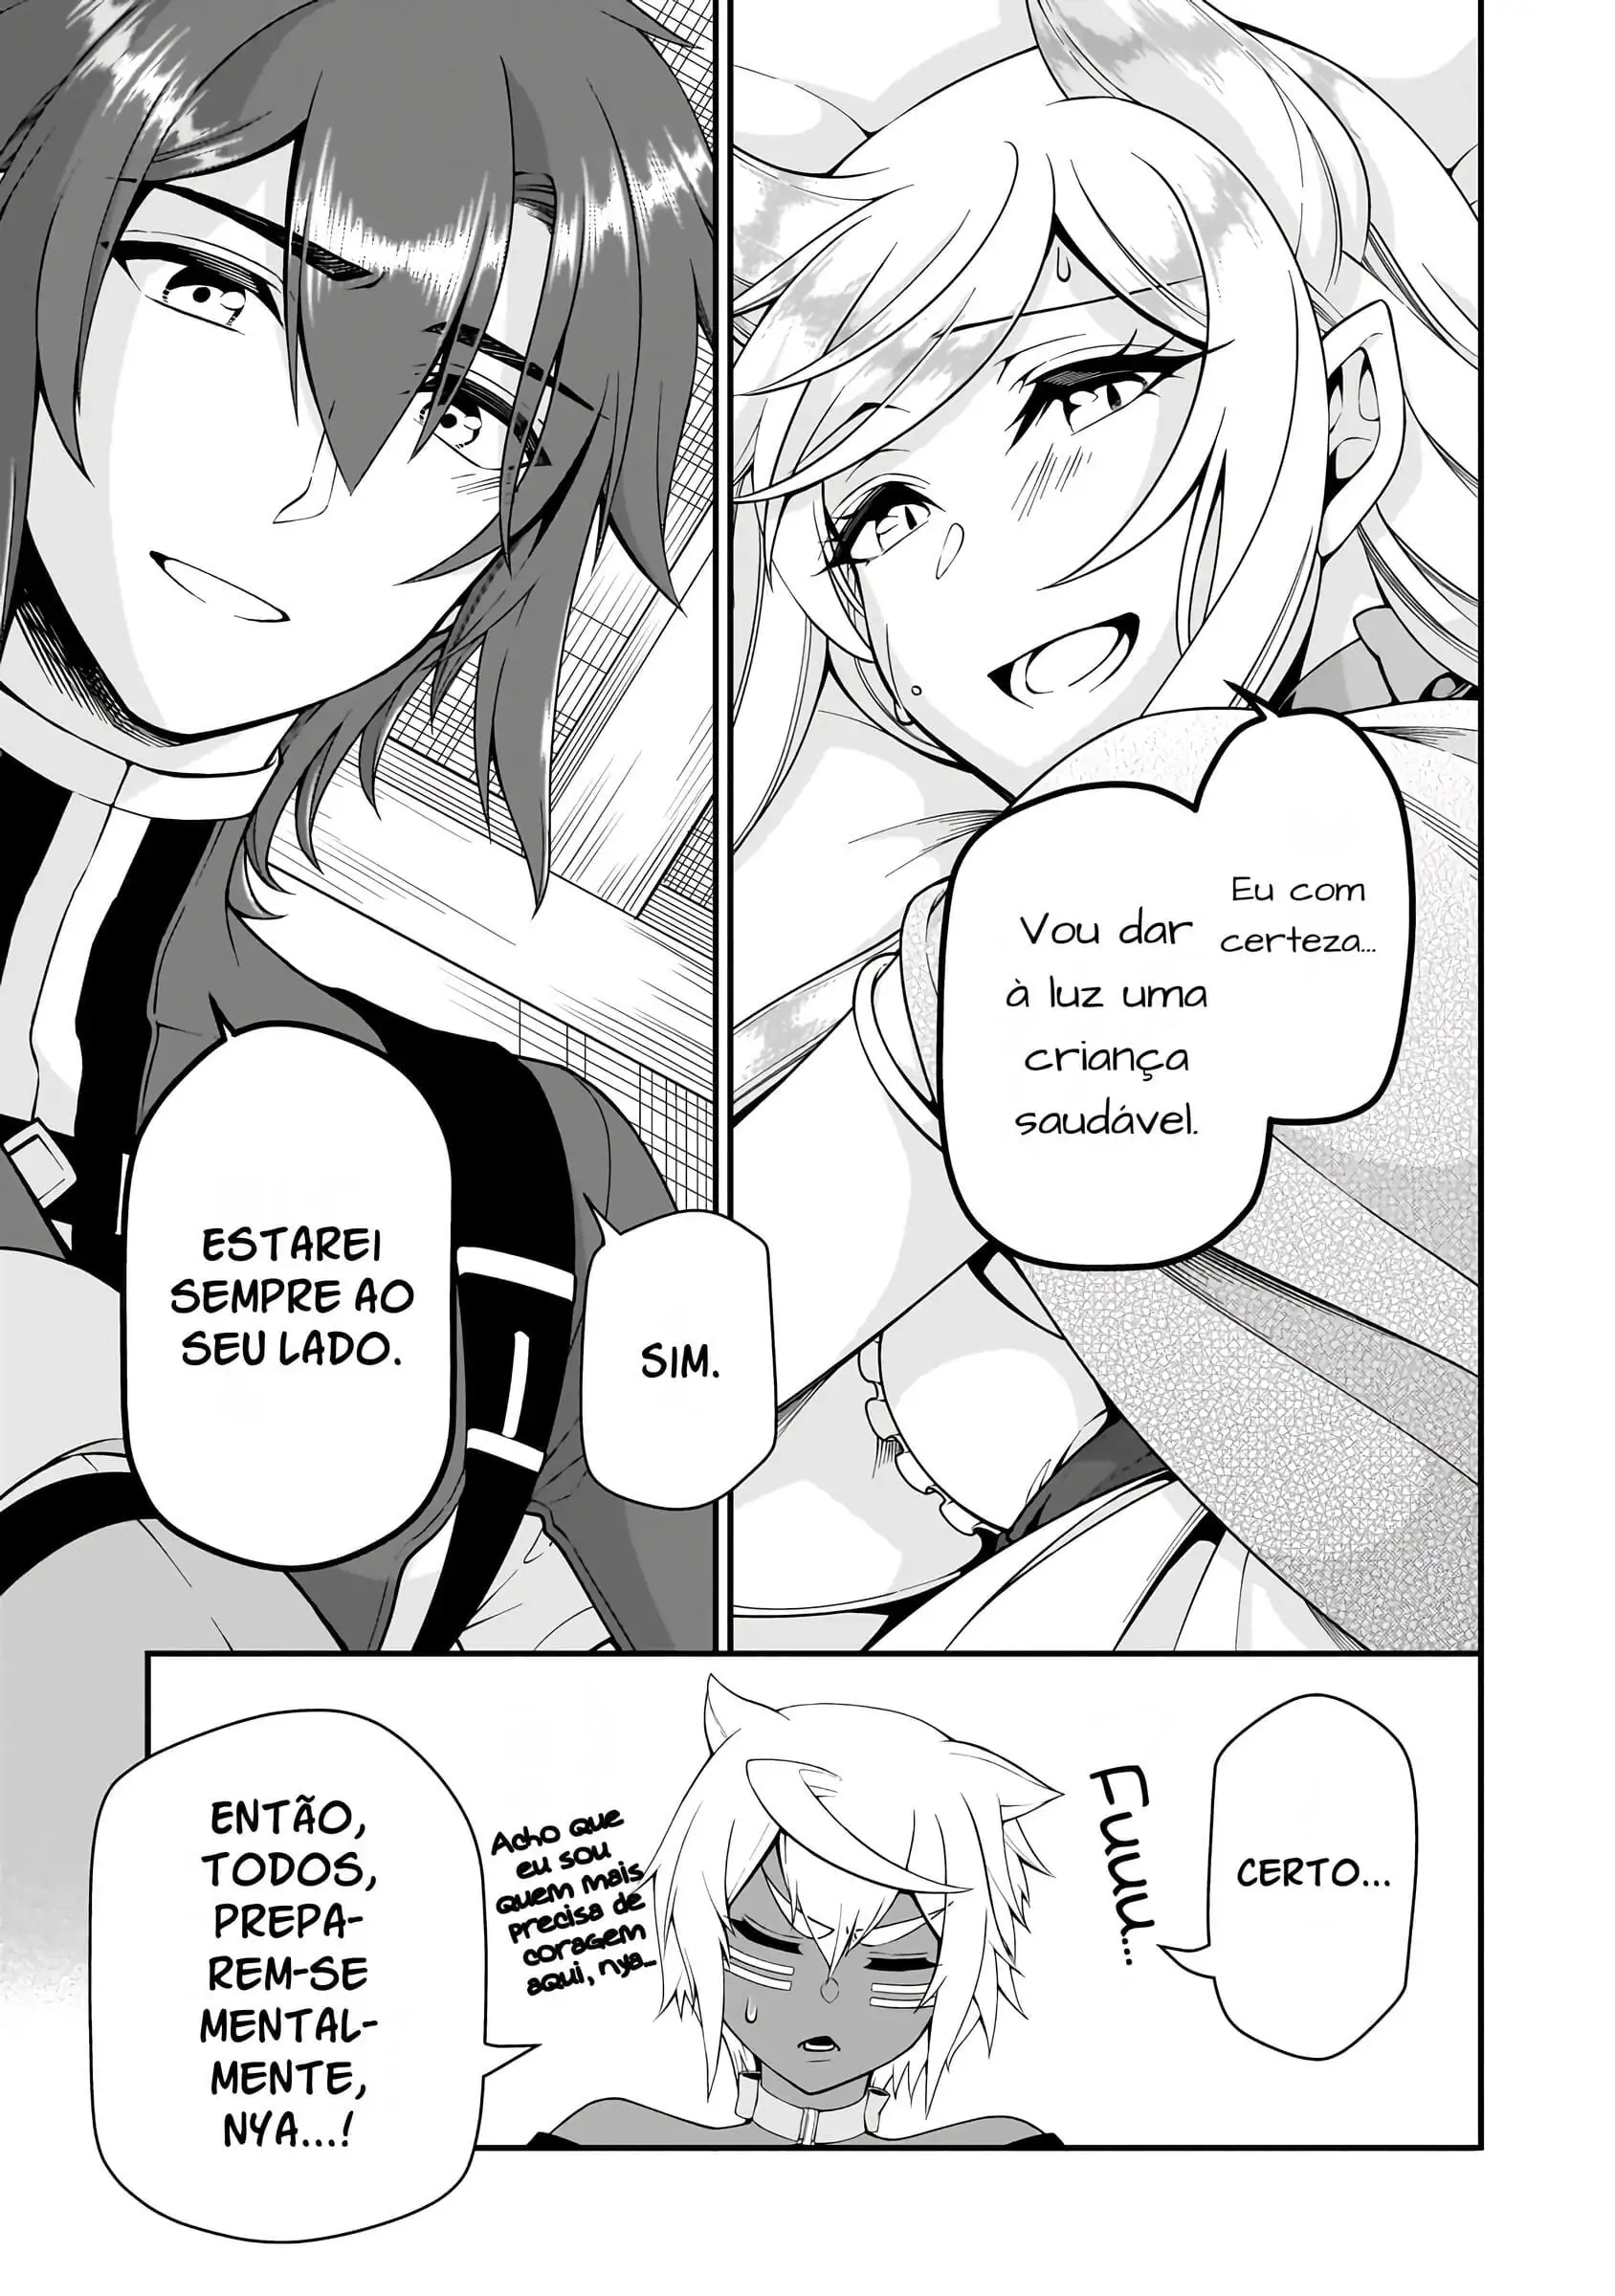 Eu com
certeza...
Vou dar
à luz uma
criança
saudável.
SIM.
ESTAREI
SEMPRE AO
SEU LADO.
CERTO...
Fuuu...
Acho que
eu sou
quem mais
precisa de
coragem
aqui, nya...
ENTÃO,
TODOS,
PREPA-
REM-SE
MENTAL-
MENTE,
NYA...!